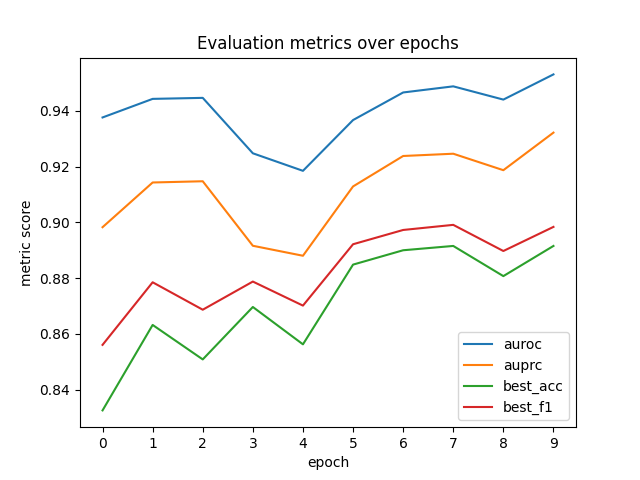 Evaluation metrics over epochs
metric score
0.94
0.92
0.90
0.88
0.86
0.84
0 1 2 3 4 5 6 7 8 9
epoch
auroc
auprc
best_acc
best_f1